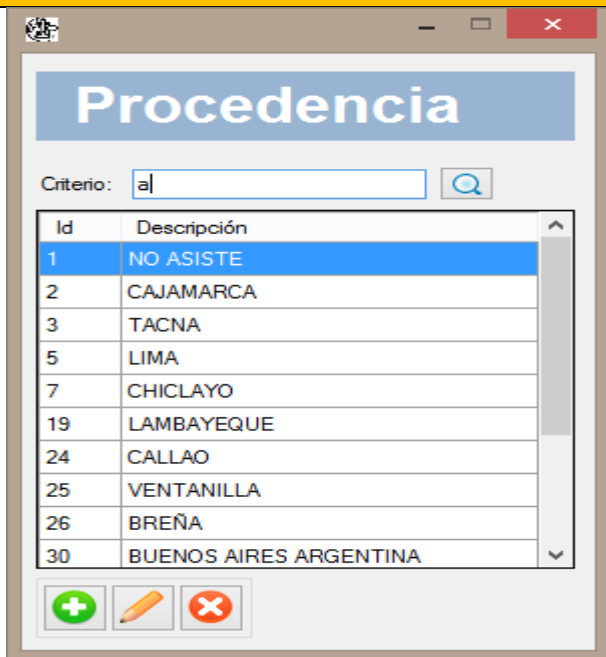 Procedencia
Criterio: a
Id Descripción
1 NO ASISTE
2 CAJAMARCA
3 TACNA
5 LIMA
7 CHICLAYO
19 LAMBAYEQUE
24 CALLAO
25 VENTANILLA
26 BREÑA
30 BUENOS AIRES ARGENTINA